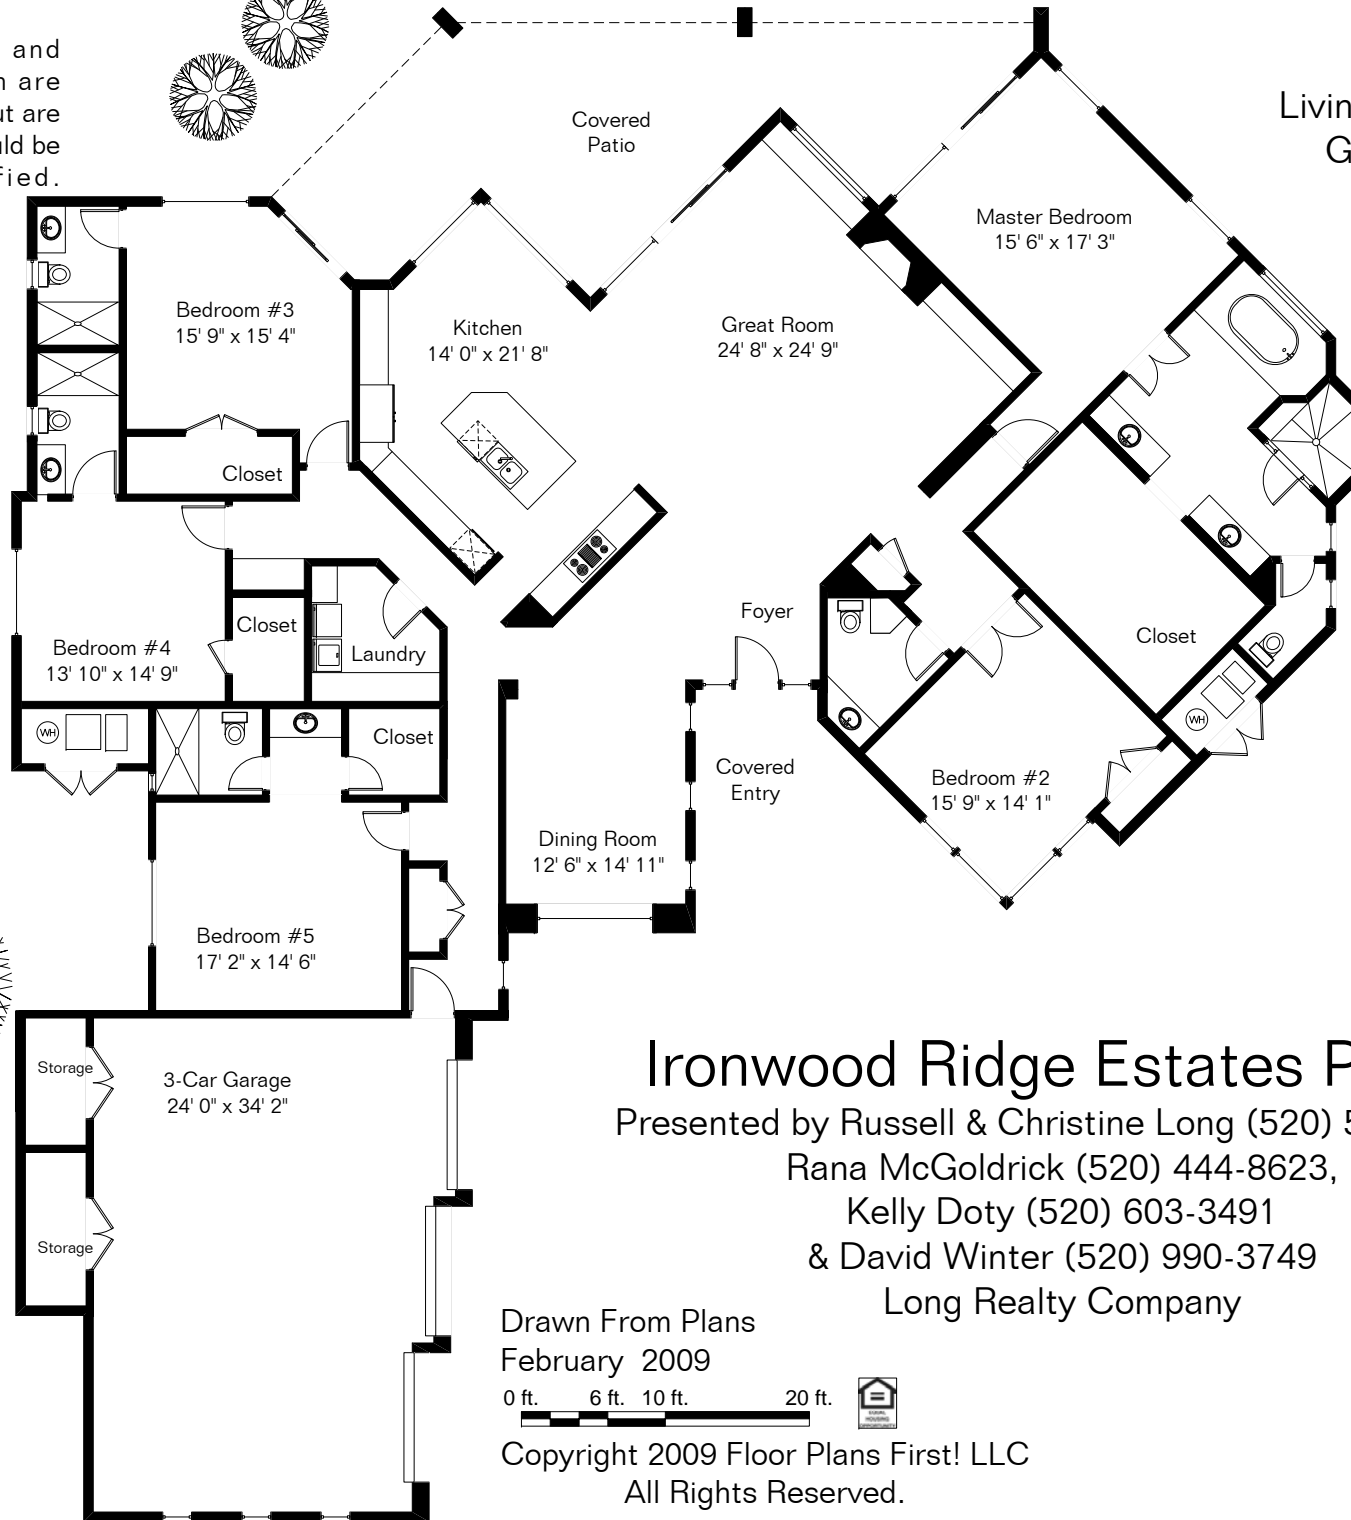 and
are
are
be
Livin
G
Covered
Patio
Master Bedroom
15' 6" x 17' 3"
Bedroom #3
15' 9" x 15' 4"
Kitchen
14' 0" x 21' 8"
Great Room
24' 8" x 24' 9"
Closet
Foyer
Closet
Closet
Laundry
Bedroom #4
13' 10" x 14' 9"
WH
WH
Closet
Covered
Entry
Bedroom #2
15' 9" x 14' 1"
Dining Room
12' 6" x 14' 11"
Bedroom #5
17' 2" x 14' 6"
Storage
3-Car Garage
24' 0" x 34' 2"
Storage
Ironwood Ridge Estates P
Presented by Russell & Christine Long (520) 5
Rana McGoldrick (520) 444-8623,
Kelly Doty (520) 603-3491
& David Winter (520) 990-3749
Long Realty Company
Drawn From Plans
February 2009
0 ft. 6 ft. 10 ft. 20 ft.
EQUAL
HOUSING
OPPORTUNITY
Copyright 2009 Floor Plans First! LLC
All Rights Reserved.